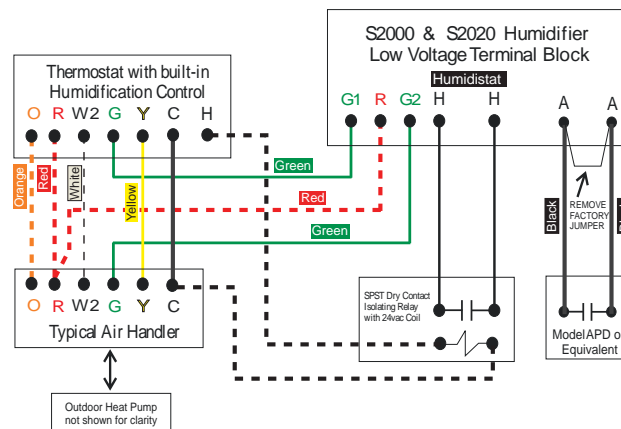 S2000 & S2020 Humidifier
Low Voltage Terminal Block
Humidistat
G1 R G2 H H A A
Thermostat with built-in
Humidification Control
O R W2 G Y C H
Orange
Red
White
Yellow
Green
Red
Green
Black
REMOVE
FACTORY
JUMPER
O R W2 G Y C
Typical Air Handler
SPST Dry Contact
Isolating Relay
with 24vac Coil
Model APD o
Equivalent
Outdoor Heat Pump
not shown for clarity